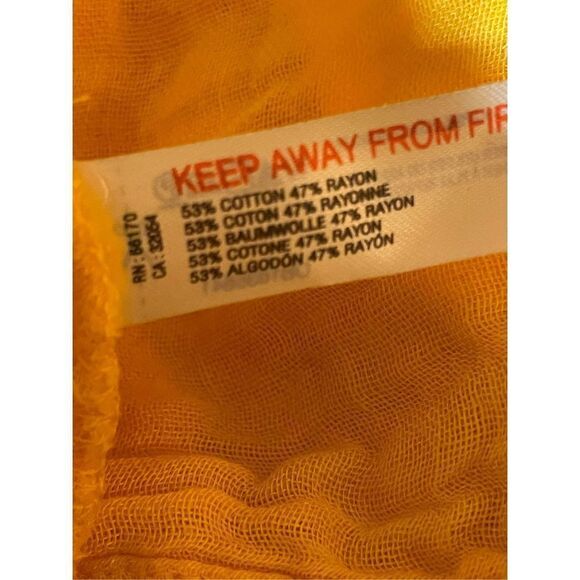 KEEP AWAY FROM FIR
53% COTTON 47% RAYON
53% COTON 47% RAYONNE
53% BAUMWOLLE 47% RAYON
53% COTONE 47% RAYON
53% ALGODÓN 47% RAYÓN
RN: 66170
CA: 32054